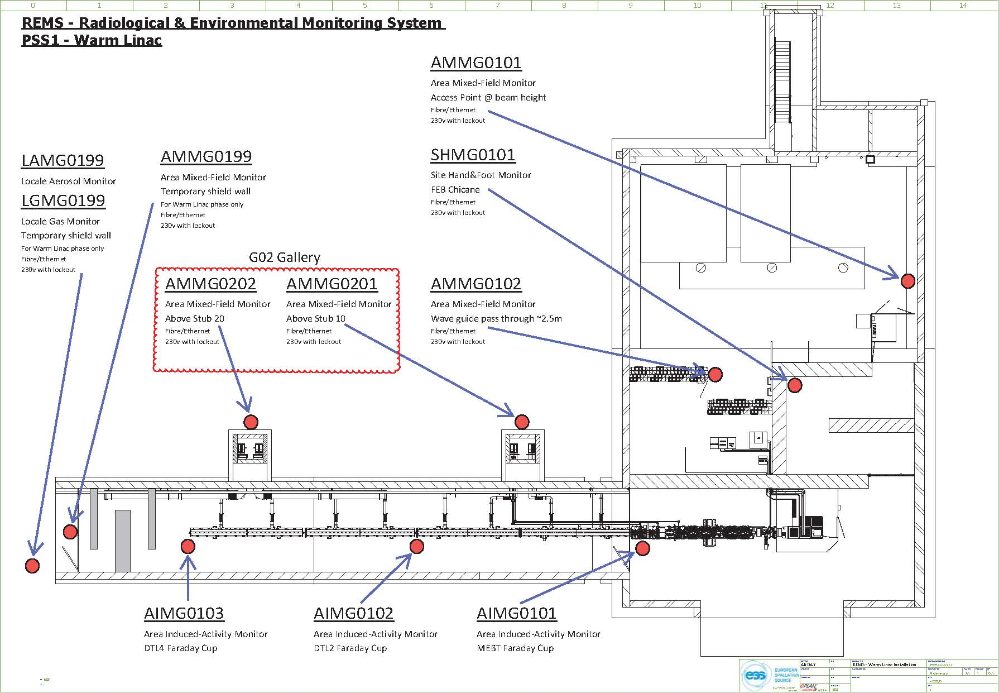 0 1 2 3 4 5 6 7 8 9 10 11 12 13 14
REMS - Radiological & Environmental Monitoring System
PSS1 - Warm Linac
AMMG0101
Area Mixed-Field Monitor
Access Point @ beam height
Fibre/Ethernet
230v with lockout
LAMG0199
Locale Aerosol Monitor
LGMG0199
Locale Gas Monitor
Temporary shield wall
For Warm Linac phase only
Fibre/Ethernet
230v with lockout
AMMG0199
Area Mixed-Field Monitor
Temporary shield wall
For Warm Linac phase only
Fibre/Ethernet
230v with lockout
SHMG0101
Site Hand&Foot Monitor
FEB Chicane
Fibre/Ethernet
230v with lockout
G02 Gallery
AMMG0202
Area Mixed-Field Monitor
Above Stub 20
Fibre/Ethernet
230v with lockout
AMMG0201
Area Mixed-Field Monitor
Above Stub 10
Fibre/Ethernet
230v with lockout
AMMG0102
Area Mixed-Field Monitor
Wave guide pass through ~2.5m
Fibre/Ethernet
230v with lockout
AIMG0103
Area Induced-Activity Monitor
DTL4 Faraday Cup
AIMG0102
Area Induced-Activity Monitor
DTL2 Faraday Cup
AIMG0101
Area Induced-Activity Monitor
MEBT Faraday Cup
ess
EUROPEAN
SPALLATION
SOURCE
Ali DAY
REMS - Warm Linac Installation
Preliminary
ePLAN
ESS